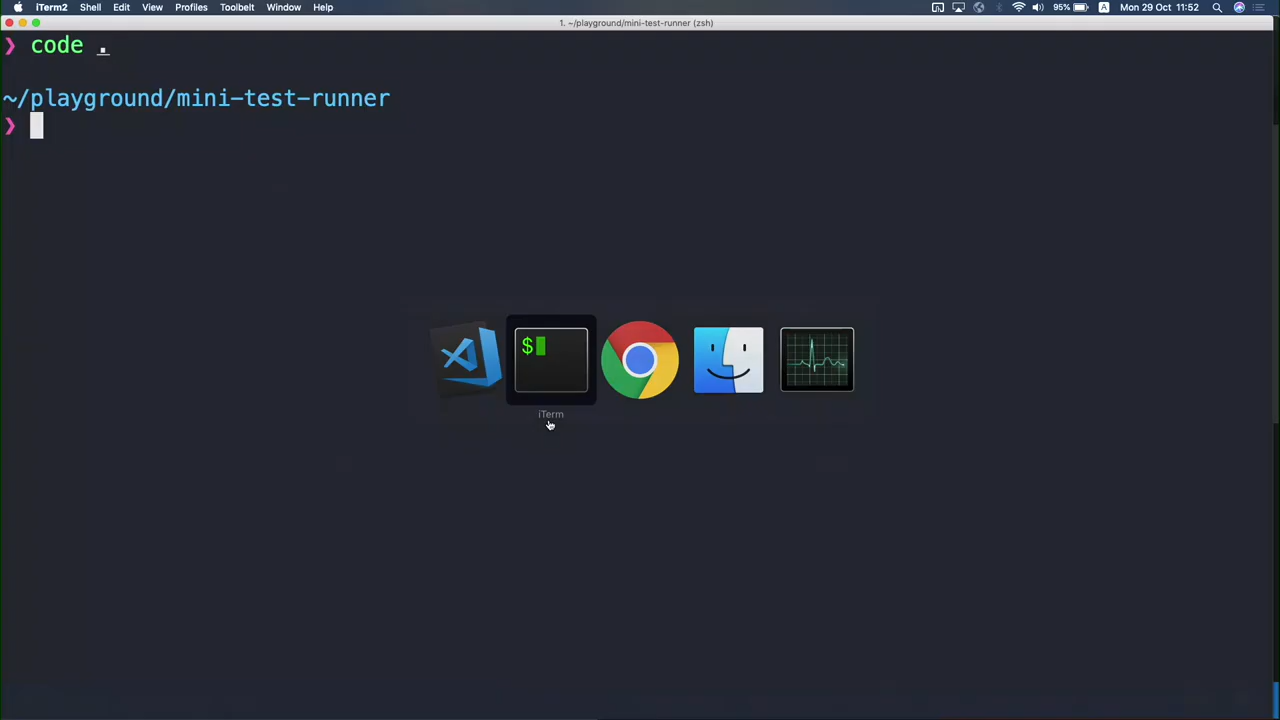 iTerm2 Shell Edit View Profiles Toolbelt Window Help 95% A Mon 29 Oct 11:52
1. ~/playground/mini-test-runner (zsh)
❯ code .
~/playground/mini-test-runner
❯
$
iTerm